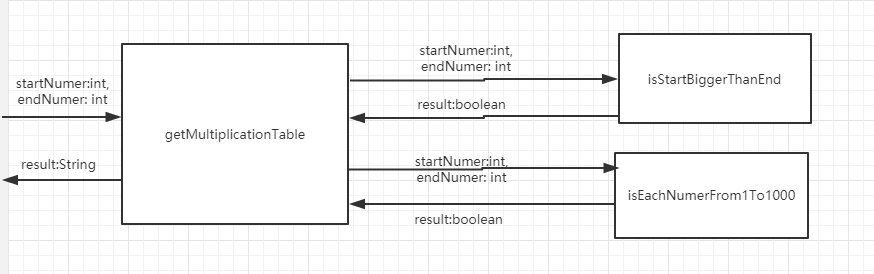 startNumer:int,
endNumer: int
result:String
getMultiplicationTable
startNumer:int,
endNumer: int
result:boolean
startNumer:int,
endNumer: int
result:boolean
isStartBiggerThanEnd
isEachNumerFrom1To1000